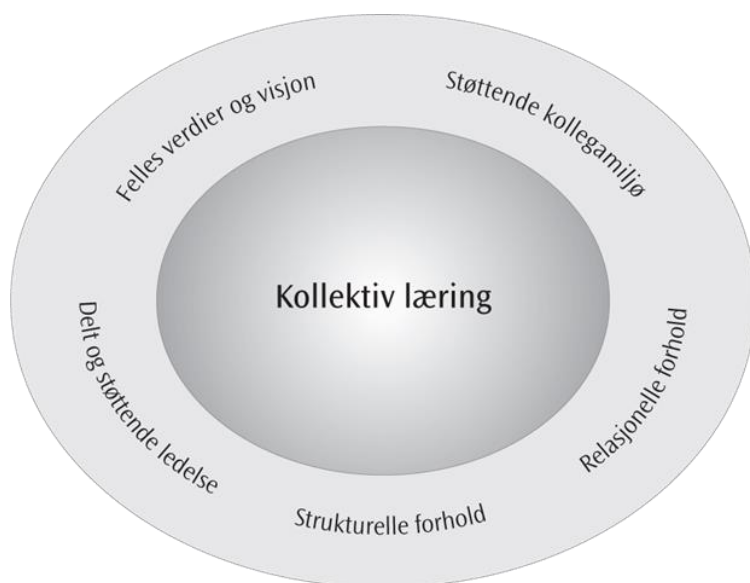 Felles verdier og visjon
Støttende kollegamiljø
Kollektiv læring
Delt og støttende ledelse
Relasjonelle forhold
Strukturelle forhold